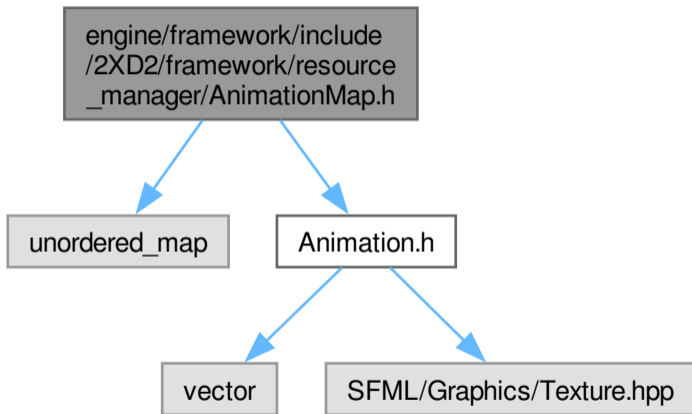 engine/framework/include
/2XD2/framework/resource
_manager/AnimationMap.h
unordered_map
Animation.h
vector
SFML/Graphics/Texture.hpp